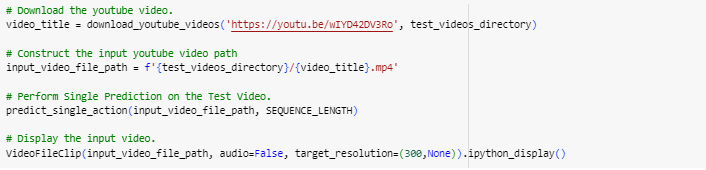 # Download the youtube video.
video_title = download_youtube_videos('https://youtu.be/wIYD42DV3Ro', test_videos_directory)
# Construct the input youtube video path
input_video_file_path = f'{test_videos_directory}/{video_title}.mp4'
# Perform Single Prediction on the Test Video.
predict_single_action(input_video_file_path, SEQUENCE_LENGTH)
# Display the input video.
VideoFileClip(input_video_file_path, audio=False, target_resolution=(300,None)).ipython_display()